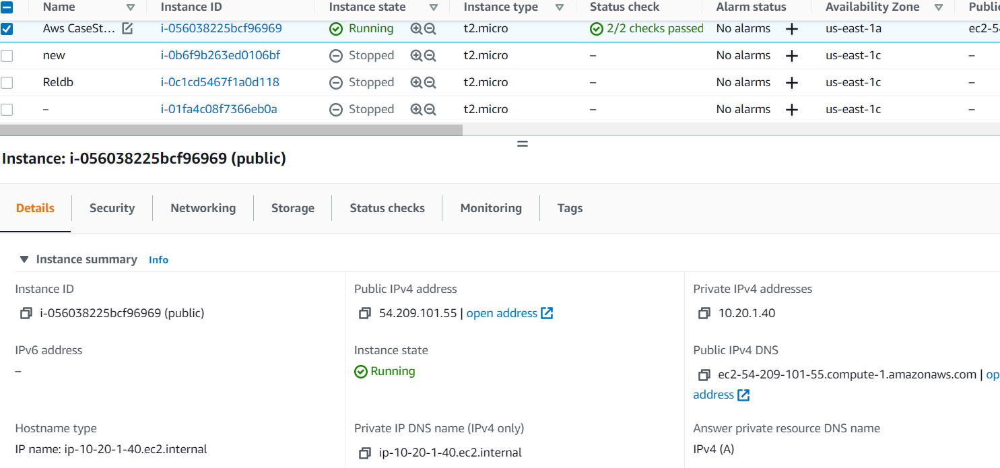 Name Instance ID Instance state Instance type Status check Alarm status Availability Zone Public
Aws CaseSt... i-056038225bcf96969 Running t2.micro 2/2 checks passed No alarms + us-east-1a ec2-5
new i-0b6f9b263ed0106bf Stopped t2.micro – No alarms + us-east-1c –
Reldb i-0c1cd5467f1a0d118 Stopped t2.micro – No alarms + us-east-1c –
– i-01fa4c08f7366eb0a Stopped t2.micro – No alarms + us-east-1c –
Instance: i-056038225bcf96969 (public)
Details Security Networking Storage Status checks Monitoring Tags
Instance summary Info
Instance ID Public IPv4 address Private IPv4 addresses
i-056038225bcf96969 (public) 54.209.101.55 | open address 10.20.1.40
IPv6 address Instance state Public IPv4 DNS
– Running ec2-54-209-101-55.compute-1.amazonaws.com | op
address
Hostname type Private IP DNS name (IPv4 only) Answer private resource DNS name
IP name: ip-10-20-1-40.ec2.internal ip-10-20-1-40.ec2.internal IPv4 (A)